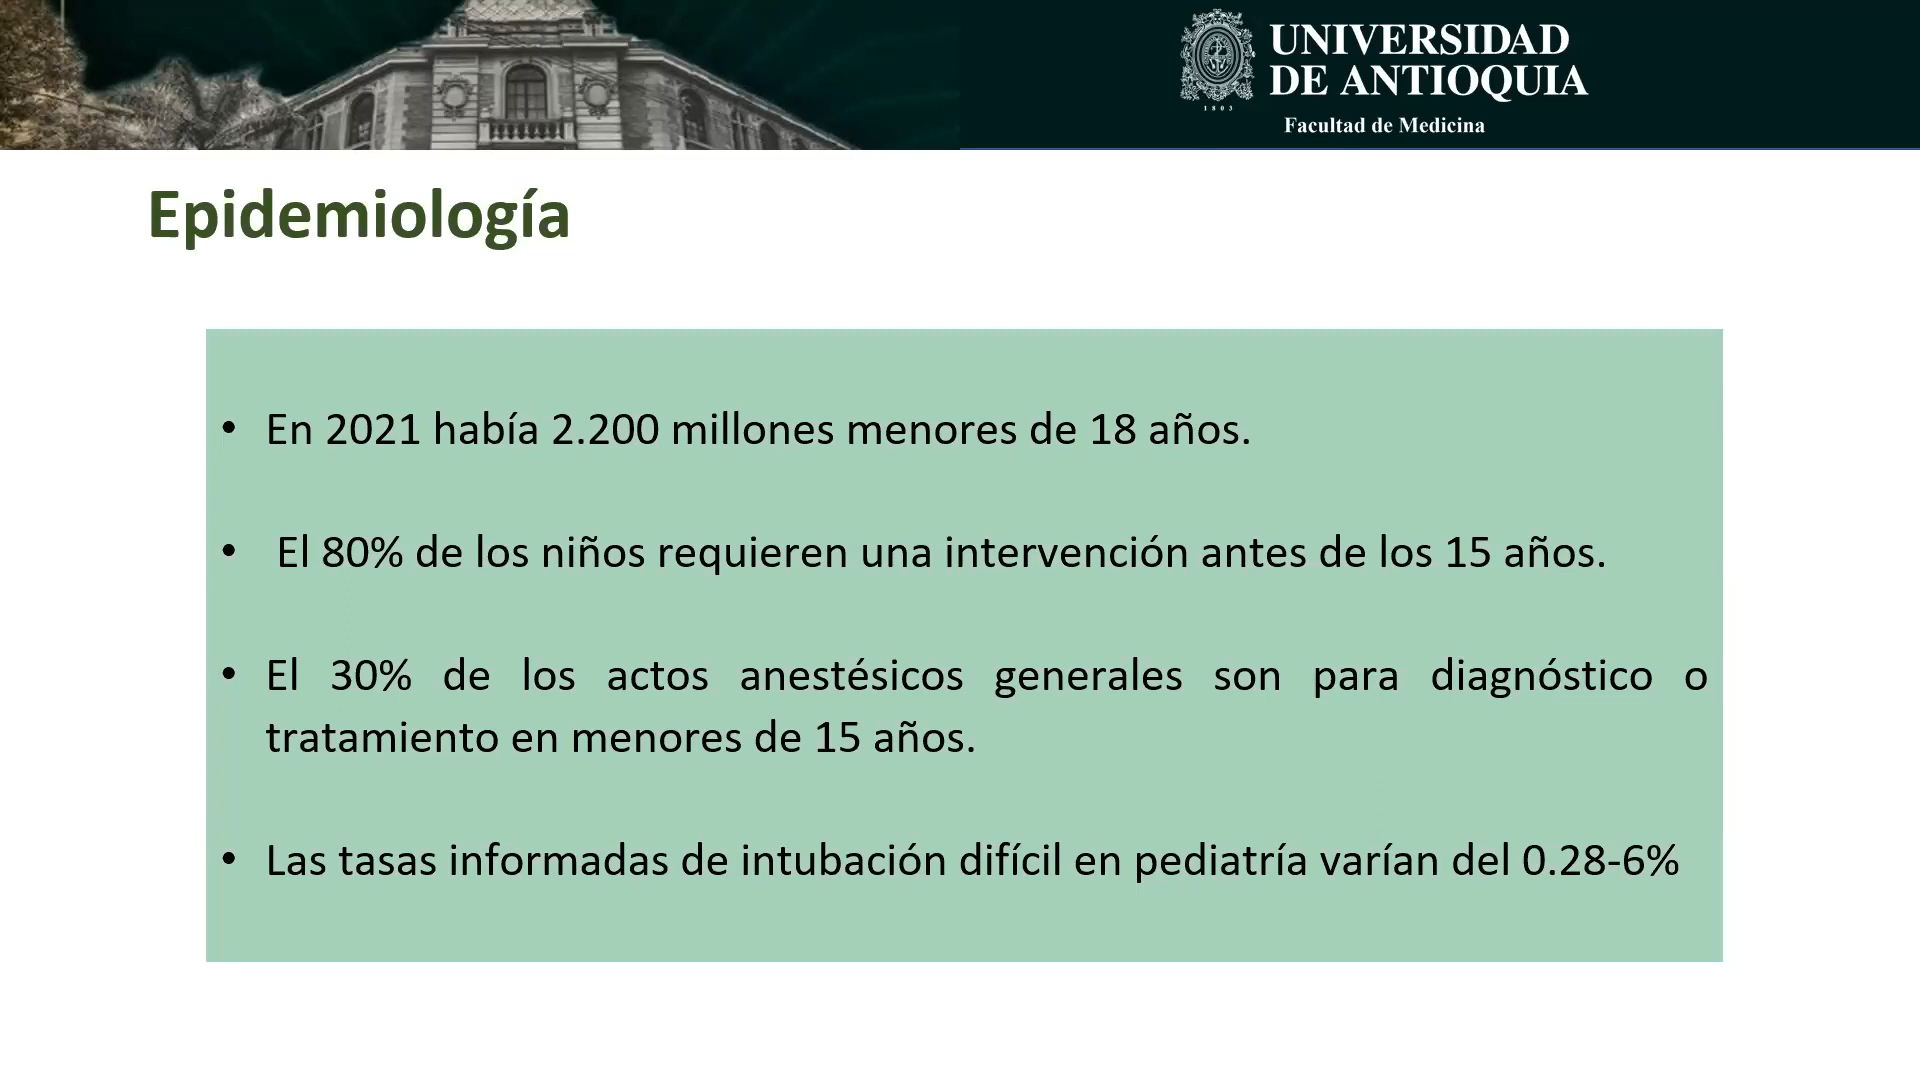 UNIVERSIDAD
DE ANTIOQUIA
1803
Facultad de Medicina
Epidemiología
• En 2021 había 2.200 millones menores de 18 años.
• El 80% de los niños requieren una intervención antes de los 15 años.
• El 30% de los actos anestésicos generales son para diagnóstico o
tratamiento en menores de 15 años.
• Las tasas informadas de intubación difícil en pediatría varían del 0.28-6%